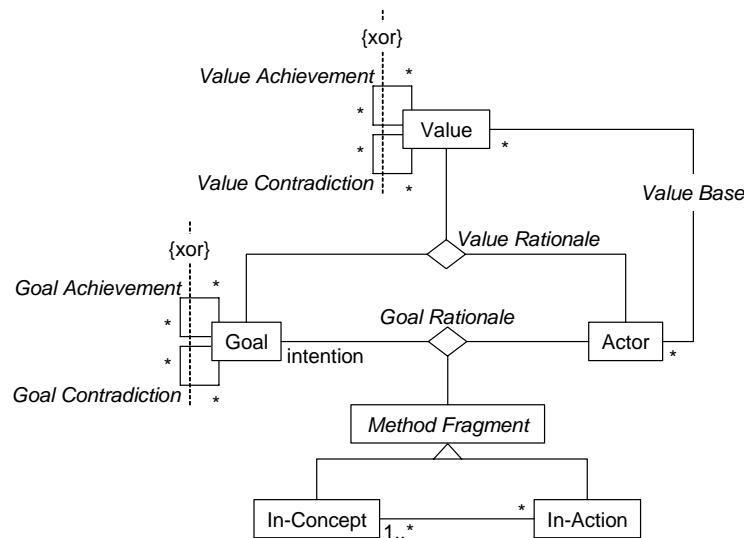 {xor}
Value Achievement
*
*
Value
*
*
Value Contradiction
*
Value Base
Value Rationale
{xor}
Goal Achievement
*
*
Goal
intention
Goal Rationale
Actor
*
*
Goal Contradiction
*
Method Fragment
In-Concept
1..*
*
In-Action